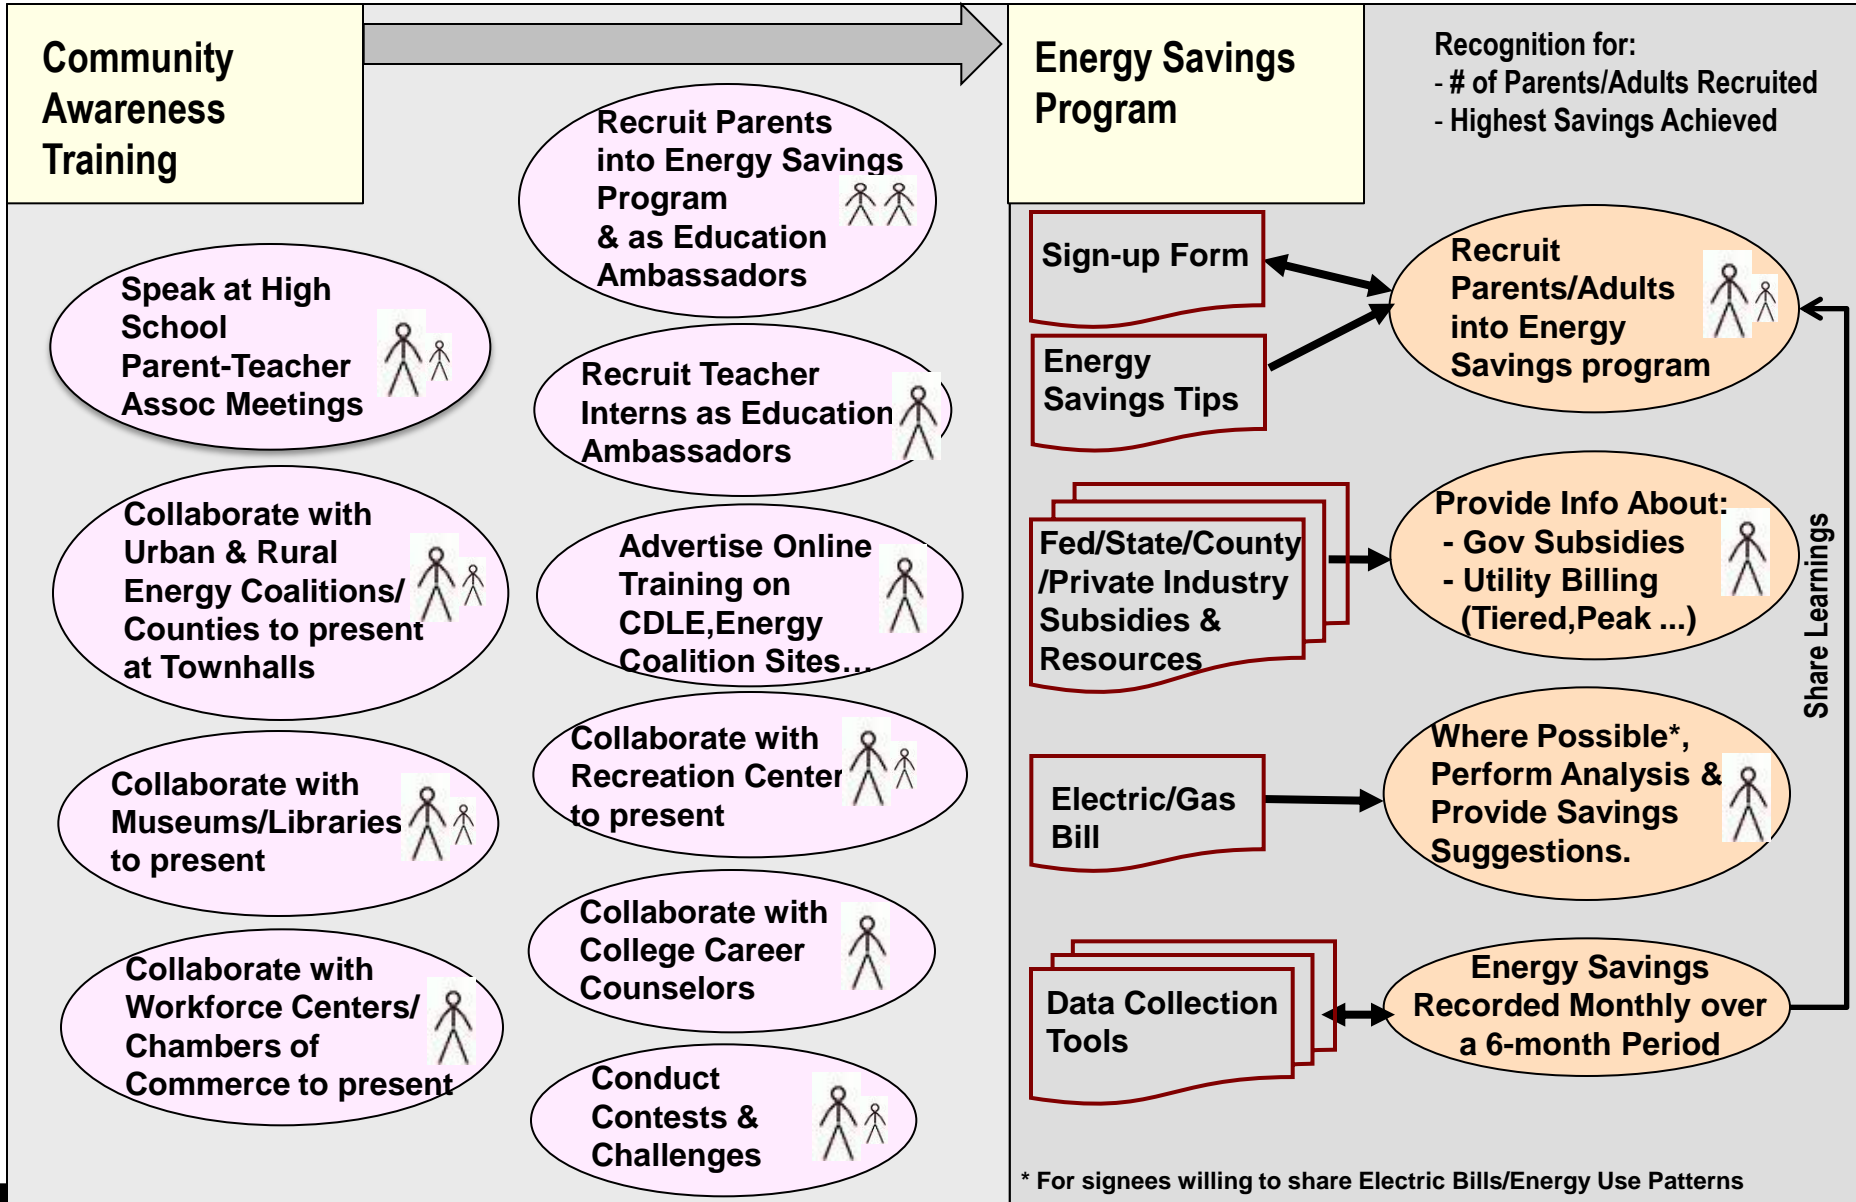 Community
Awareness
Training
Recruit Parents
into Energy Savings
Program
& as Education
Ambassadors
Speak at High
School
Parent-Teacher
Assoc Meetings
Recruit Teacher
Interns as Education
Ambassadors
Collaborate with
Urban & Rural
Energy Coalitions/
Counties to present
at Townhalls
Advertise Online
Training on
CDLE,Energy
Coalition Sites…
Collaborate with
Museums/Libraries
to present
Collaborate with
Recreation Center
to present
Collaborate with
Workforce Centers/
Chambers of
Commerce to present
Collaborate with
College Career
Counselors
Conduct
Contests &
Challenges
Energy Savings
Program
Recognition for:
- # of Parents/Adults Recruited
- Highest Savings Achieved
Sign-up Form
Energy
Savings Tips
Recruit
Parents/Adults
into Energy
Savings program
Fed/State/County
/Private Industry
Subsidies &
Resources
Provide Info About:
- Gov Subsidies
- Utility Billing
(Tiered,Peak ...)
Share Learnings
Electric/Gas
Bill
Where Possible*,
Perform Analysis &
Provide Savings
Suggestions.
Data Collection
Tools
Energy Savings
Recorded Monthly over
a 6-month Period
* For signees willing to share Electric Bills/Energy Use Patterns